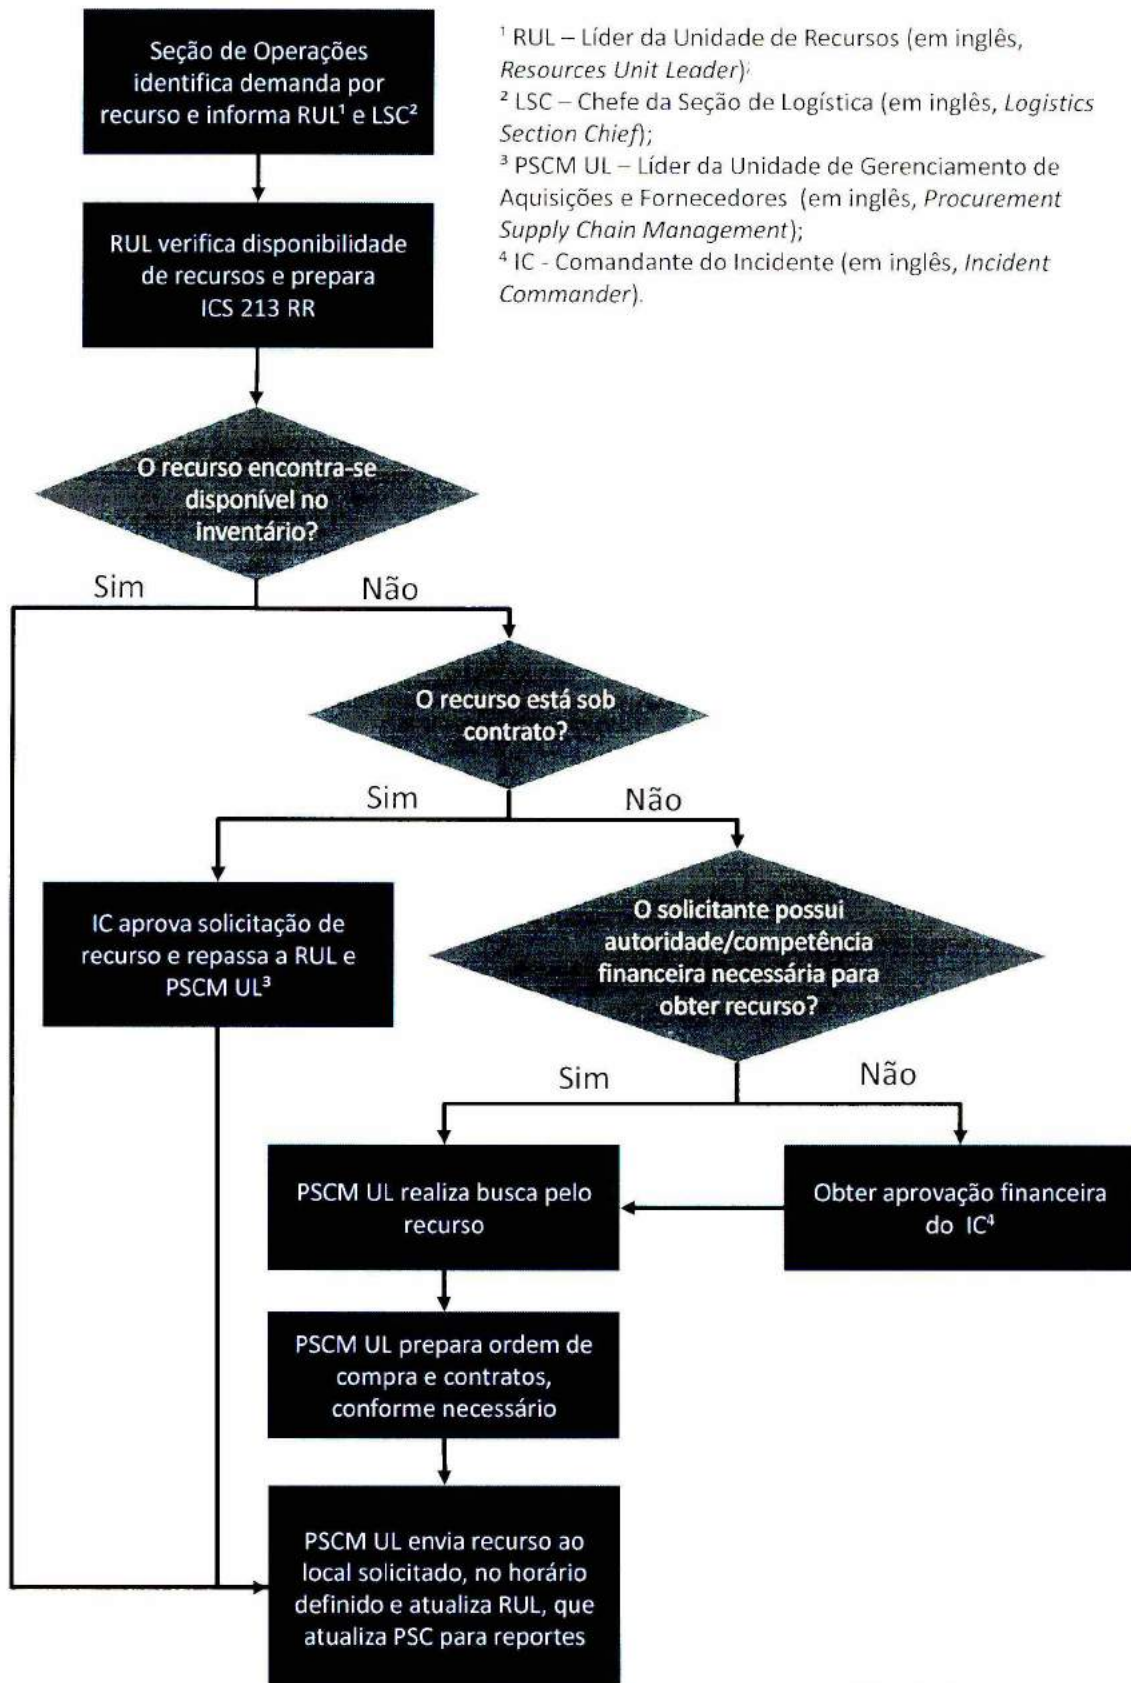 Seção de Operações
identifica demanda por
recurso e informa RUL¹ e LSC²
¹ RUL – Líder da Unidade de Recursos (em inglês,
Resources Unit Leader);
² LSC – Chefe da Seção de Logística (em inglês, Logistics
Section Chief);
³ PSCM UL – Líder da Unidade de Gerenciamento de
Aquisições e Fornecedores (em inglês, Procurement
Supply Chain Management);
⁴ IC - Comandante do Incidente (em inglês, Incident
Commander).
RUL verifica disponibilidade
de recursos e prepara
ICS 213 RR
O recurso encontra-se
disponível no
inventário?
Sim
Não
O recurso está sob
contrato?
Sim
Não
IC aprova solicitação de
recurso e repassa a RUL e
PSCM UL³
O solicitante possui
autoridade/competência
financeira necessária para
obter recurso?
Sim
Não
PSCM UL realiza busca pelo
recurso
Obter aprovação financeira
do IC⁴
PSCM UL prepara ordem de
compra e contratos,
conforme necessário
PSCM UL envia recurso ao
local solicitado, no horário
definido e atualiza RUL, que
atualiza PSC para reportes